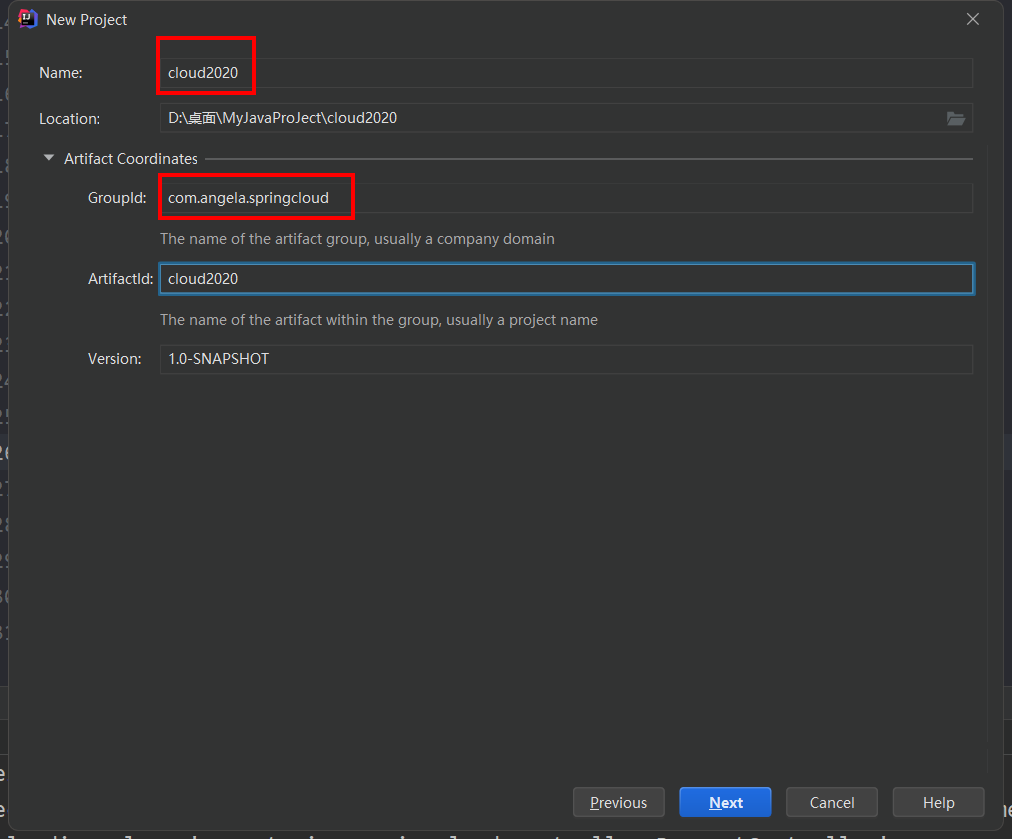 New Project
Name: cloud2020
Location: D:\桌面\MyJavaProJect\cloud2020
Artifact Coordinates
GroupId: com.angela.springcloud
The name of the artifact group, usually a company domain
ArtifactId: cloud2020
The name of the artifact within the group, usually a project name
Version: 1.0-SNAPSHOT
Previous Next Cancel Help